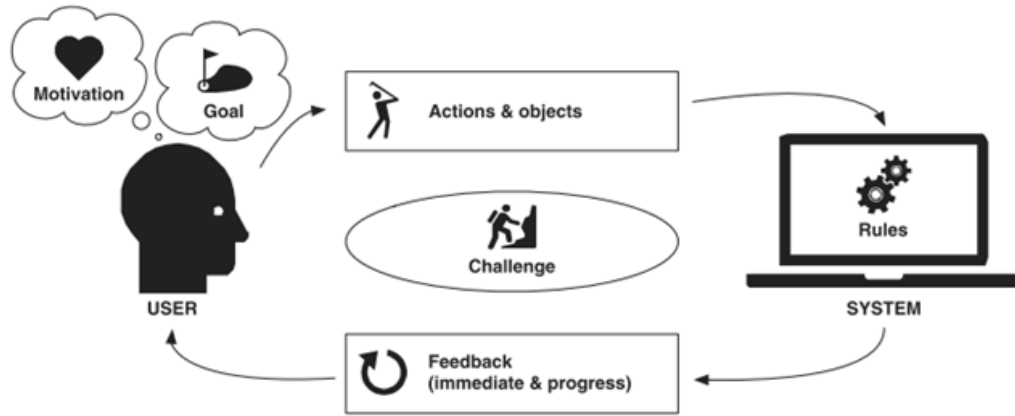 Motivation
Goal
Actions & objects
Rules
Challenge
USER
SYSTEM
Feedback
(immediate & progress)